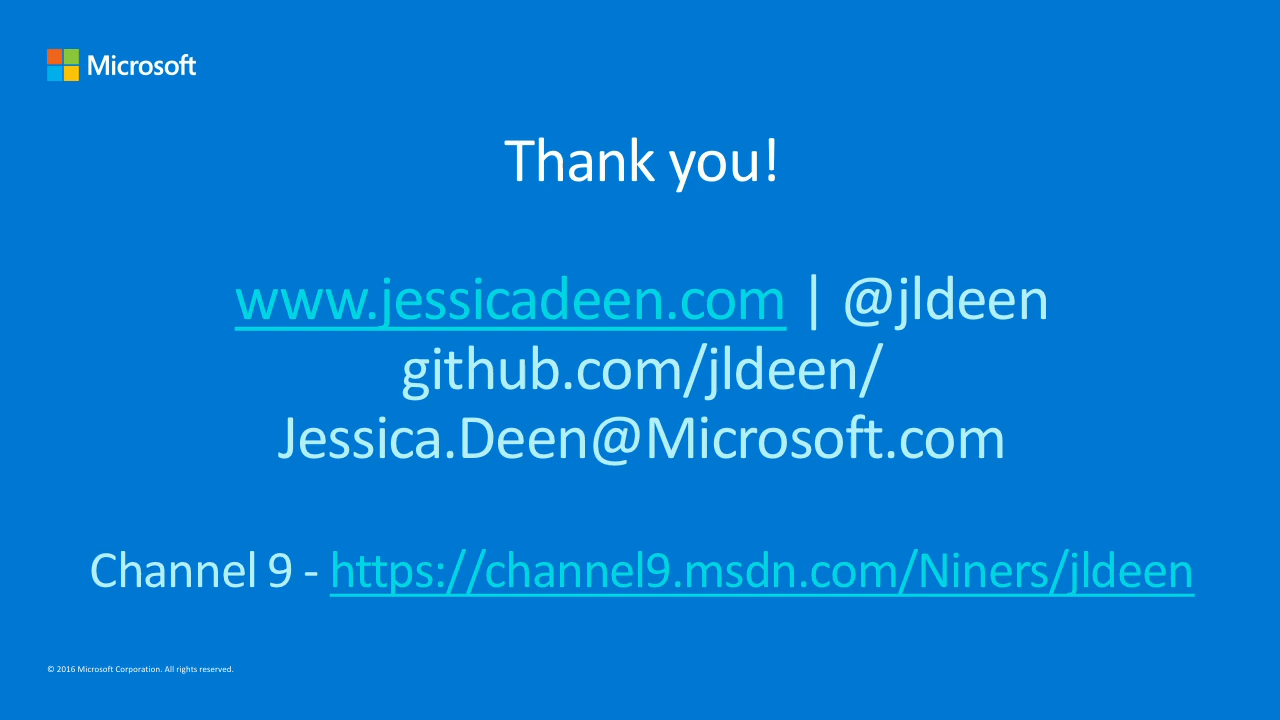 Microsoft
Thank you!
www.jessicadeen.com | @jldeen
github.com/jldeen/
Jessica.Deen@Microsoft.com
Channel 9 - https://channel9.msdn.com/Niners/jldeen
© 2016 Microsoft Corporation. All rights reserved.